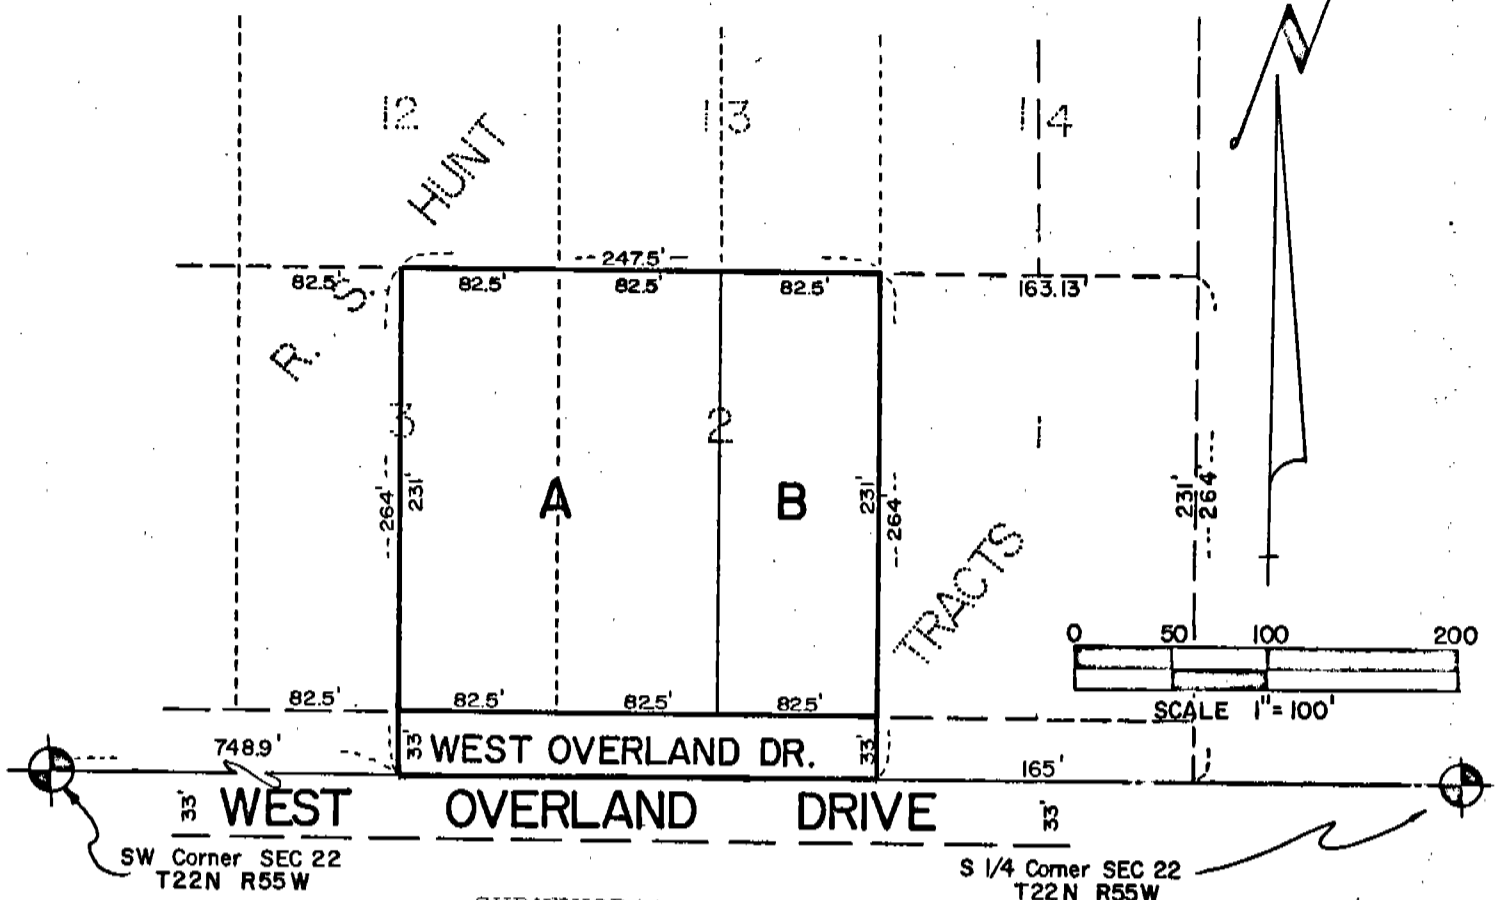 12
13
14
HUNT
247.5'
82.5'
82.5'
82.5'
82.5'
163.13'
R. S.
3
2
1
A
B
264'
231'
231'
264'
231'
264'
TRACTS
0 50 100 200
SCALE 1"=100'
82.5'
82.5'
82.5'
82.5'
748.9'
33'
WEST OVERLAND DR.
33'
165'
33'
WEST OVERLAND DRIVE
33'
SW Corner SEC 22
T22N R55W
S 1/4 Corner SEC 22
T22N R55W